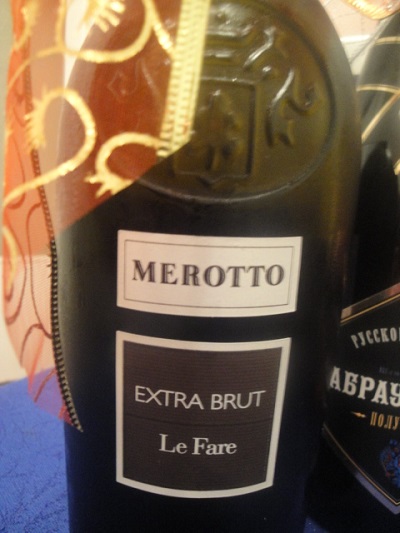 MEROTTO
EXTRA BRUT
Le Fare
РУССКО
АБРАУ
ПОЛУ